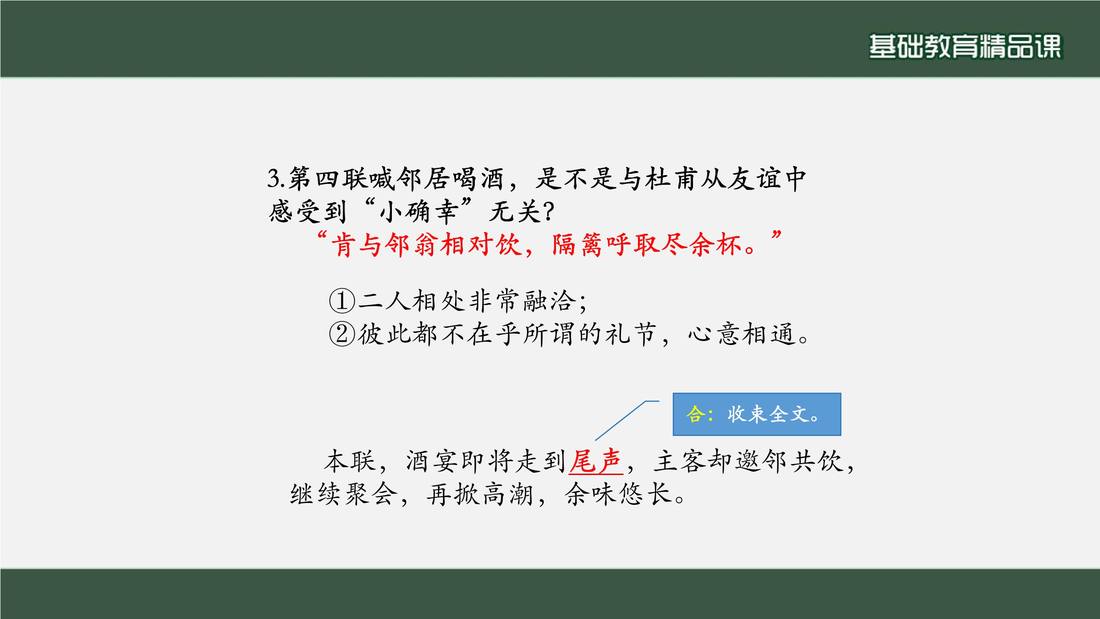 基础教育精品课
3.第四联喊邻居喝酒，是不是与杜甫从友谊中
感受到“小确幸”无关？
“肯与邻翁相对饮，隔篱呼取尽余杯。”
①二人相处非常融洽；
②彼此都不在乎所谓的礼节，心意相通。
合：收束全文。
本联，酒宴即将走到尾声，主客却邀邻共饮，
继续聚会，再掀高潮，余味悠长。